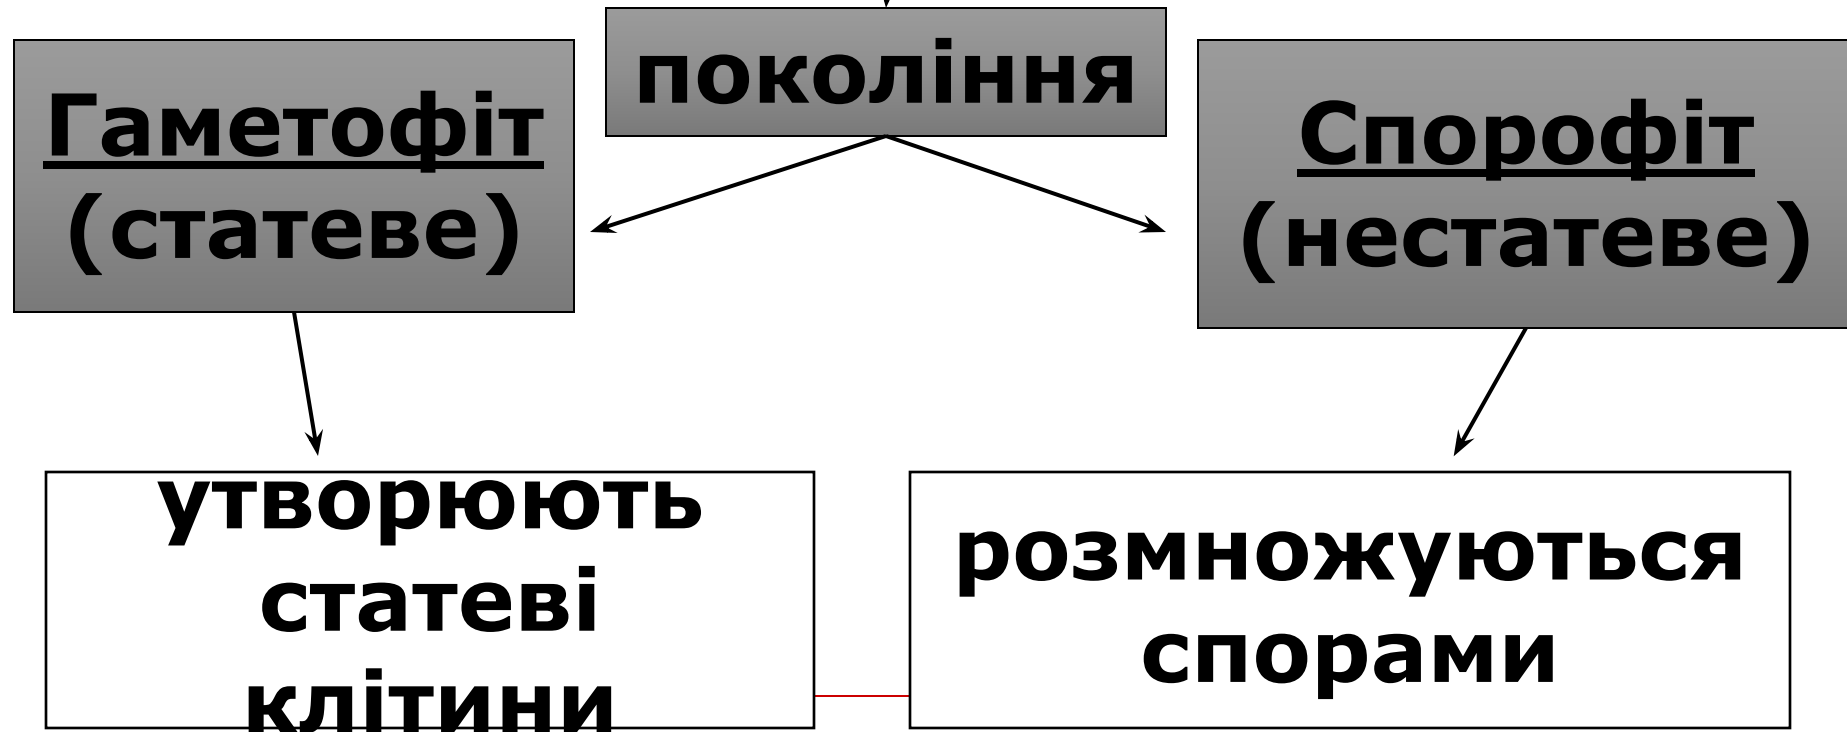 покоління
Гаметофіт
(статеве)
Спорофіт
(нестатеве)
утворюють
статеві
клітини
розмножуються
спорами